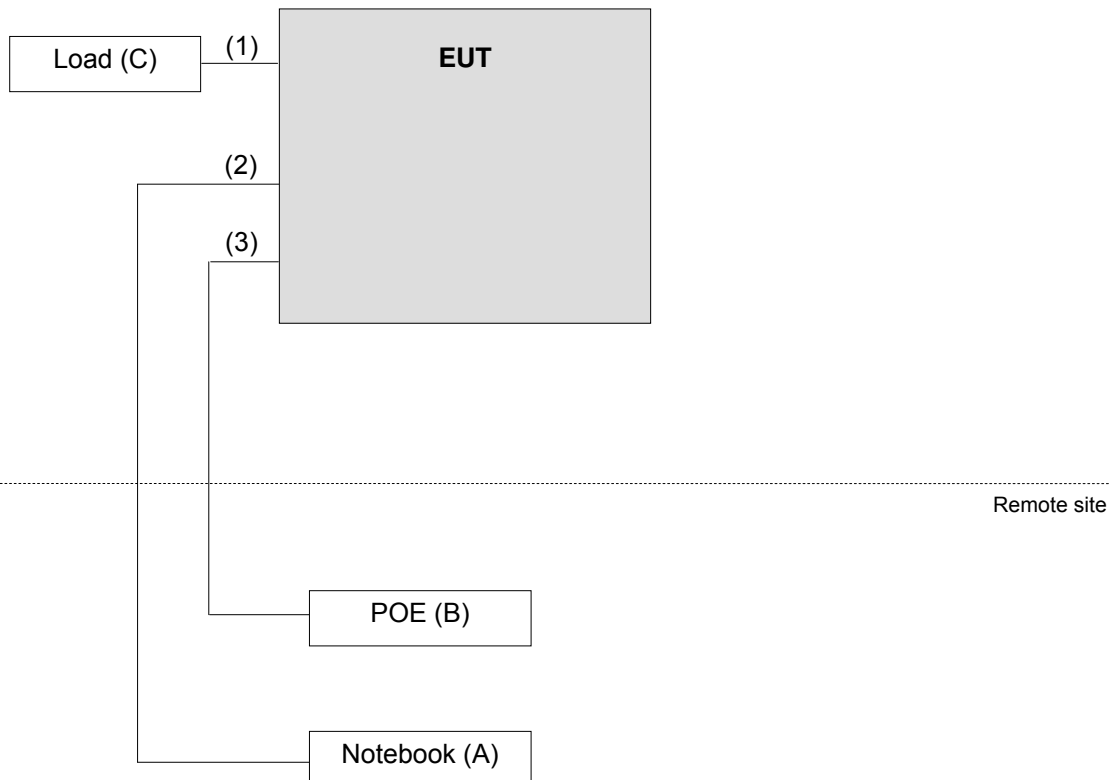 Load (C)
(1)
EUT
(2)
(3)
Remote site
POE (B)
Notebook (A)